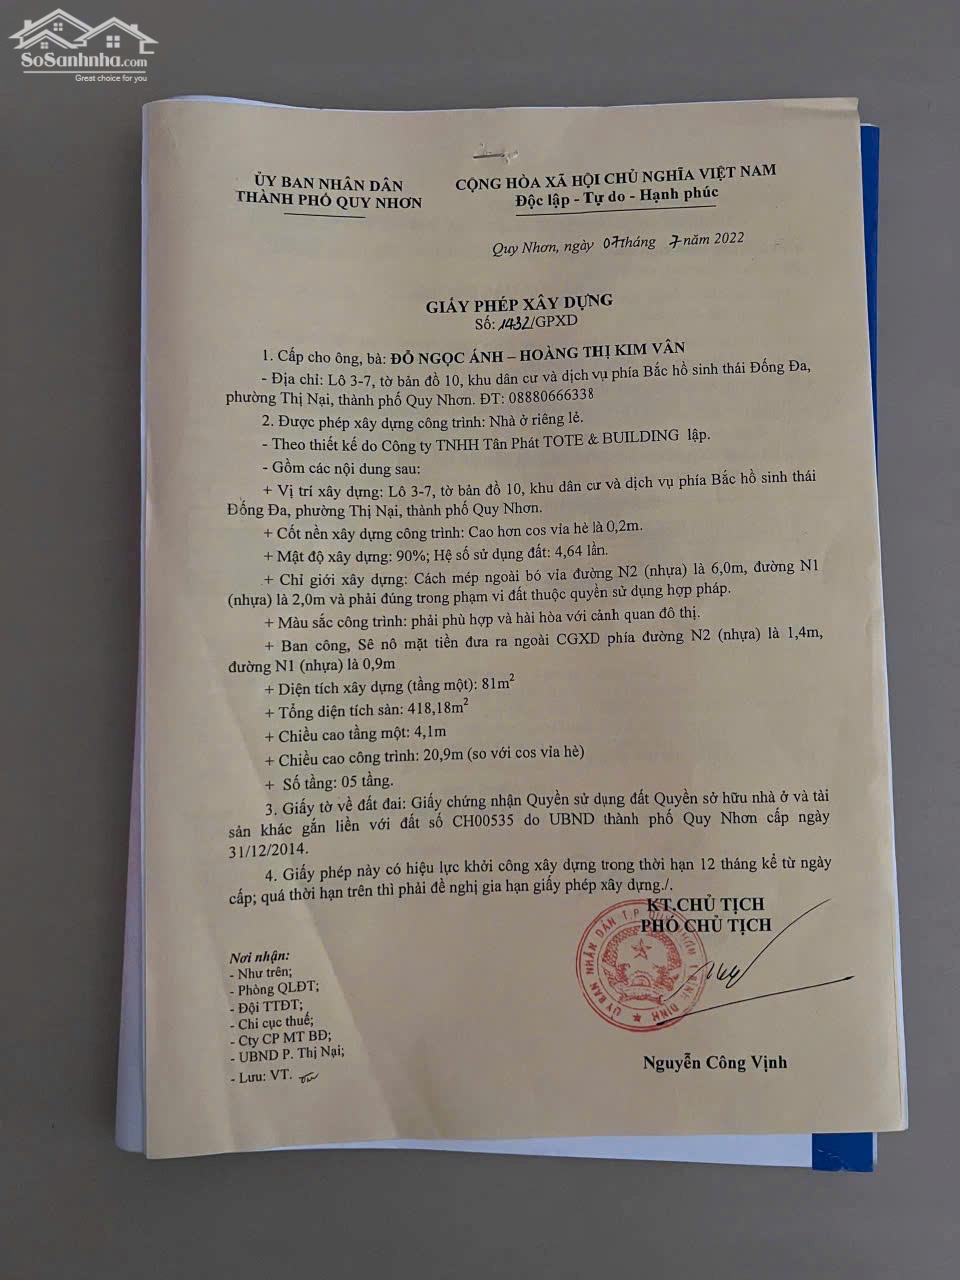 SoSanhnha.com
Great choice for you
ỦY BAN NHÂN DÂN
THÀNH PHỐ QUY NHƠN
CỘNG HÒA XÃ HỘI CHỦ NGHĨA VIỆT NAM
Độc lập - Tự do - Hạnh phúc
Quy Nhơn, ngày 07 tháng 7 năm 2022
GIẤY PHÉP XÂY DỰNG
Số: 1432/GPXD
1. Cấp cho ông, bà: ĐỖ NGỌC ÁNH – HOÀNG THỊ KIM VÂN
- Địa chỉ: Lô 3-7, tờ bản đồ 10, khu dân cư và dịch vụ phía Bắc hồ sinh thái Đống Đa,
phường Thị Nại, thành phố Quy Nhơn. ĐT: 08880666338
2. Được phép xây dựng công trình: Nhà ở riêng lẻ.
- Theo thiết kế do Công ty TNHH Tân Phát TOTE & BUILDING lập.
- Gồm các nội dung sau:
+ Vị trí xây dựng: Lô 3-7, tờ bản đồ 10, khu dân cư và dịch vụ phía Bắc hồ sinh thái
Đống Đa, phường Thị Nại, thành phố Quy Nhơn.
+ Cốt nền xây dựng công trình: Cao hơn cos vỉa hè là 0,2m.
+ Mật độ xây dựng: 90%; Hệ số sử dụng đất: 4,64 lần.
+ Chỉ giới xây dựng: Cách mép ngoài bó vỉa đường N2 (nhựa) là 6,0m, đường N1
(nhựa) là 2,0m và phải đúng trong phạm vi đất thuộc quyền sử dụng hợp pháp.
+ Màu sắc công trình: phải phù hợp và hài hòa với cảnh quan đô thị.
+ Ban công, Sê nô mặt tiền đưa ra ngoài CGXD phía đường N2 (nhựa) là 1,4m,
đường N1 (nhựa) là 0,9m
+ Diện tích xây dựng (tầng một): 81m²
+ Tổng diện tích sàn: 418,18m²
+ Chiều cao tầng một: 4,1m
+ Chiều cao công trình: 20,9m (so với cos vỉa hè)
+ Số tầng: 05 tầng.
3. Giấy tờ về đất đai: Giấy chứng nhận Quyền sử dụng đất Quyền sở hữu nhà ở và tài
sản khác gắn liền với đất số CH00535 do UBND thành phố Quy Nhơn cấp ngày
31/12/2014.
4. Giấy phép này có hiệu lực khởi công xây dựng trong thời hạn 12 tháng kể từ ngày
cấp; quá thời hạn trên thì phải đề nghị gia hạn giấy phép xây dựng./.
KT.CHỦ TỊCH
PHÓ CHỦ TỊCH
Nơi nhận:
- Như trên;
- Phòng QLĐT;
- Đội TTĐT;
- Chi cục thuế;
- Cty CP MT BĐ;
- UBND P. Thị Nại;
- Lưu: VT.
ỦY BAN NHÂN DÂN T.P QUY NHƠN TỈNH BÌNH ĐỊNH
Nguyễn Công Vịnh